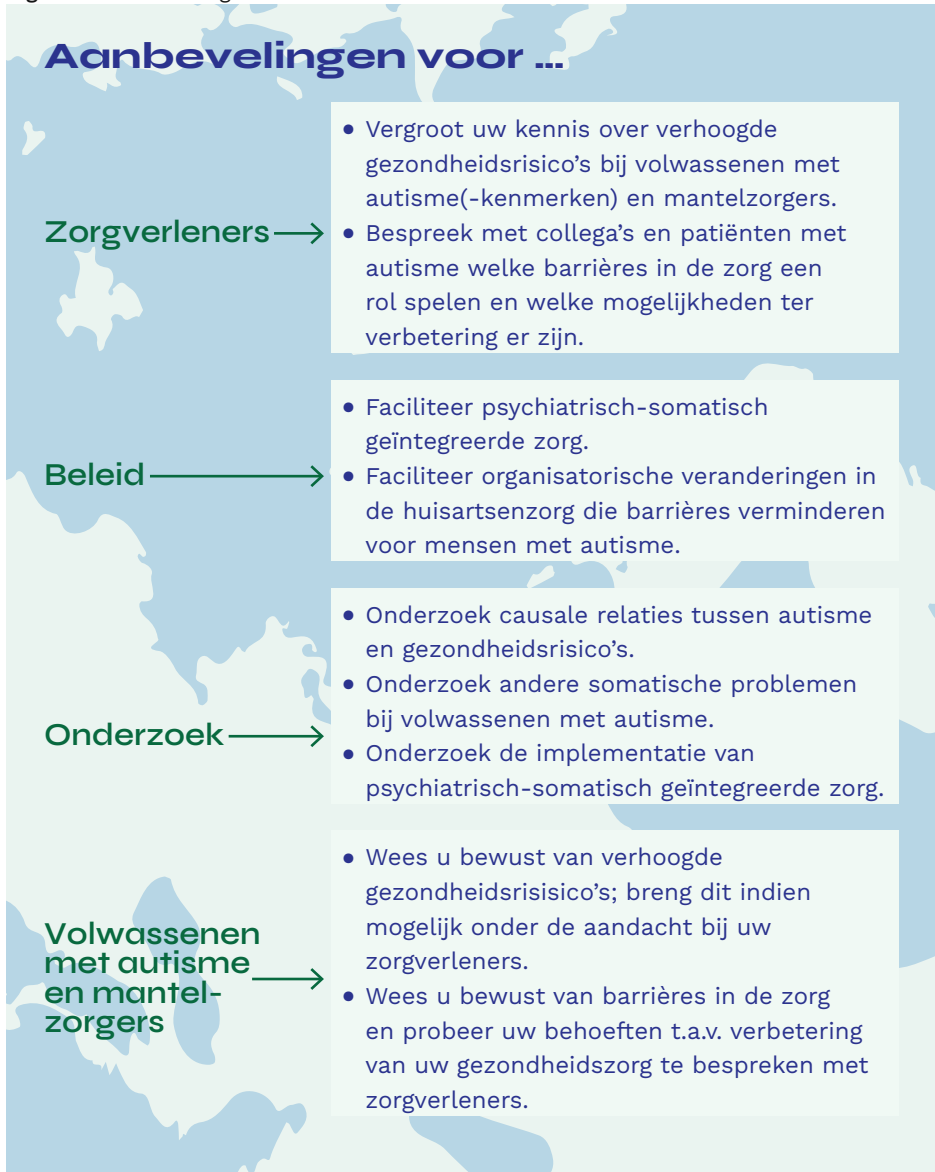 Aanbevelingen voor ...
Zorgverleners
• Vergroot uw kennis over verhoogde
gezondheidsrisico's bij volwassenen met
autisme(-kenmerken) en mantelzorgers.
• Bespreek met collega's en patiënten met
autisme welke barrières in de zorg een
rol spelen en welke mogelijkheden ter
verbetering er zijn.
Beleid
• Faciliteer psychiatrisch-somatisch
geïntegreerde zorg.
• Faciliteer organisatorische veranderingen in
de huisartsenzorg die barrières verminderen
voor mensen met autisme.
Onderzoek
• Onderzoek causale relaties tussen autisme
en gezondheidsrisico's.
• Onderzoek andere somatische problemen
bij volwassenen met autisme.
• Onderzoek de implementatie van
psychiatrisch-somatisch geïntegreerde zorg.
Volwassenen
met autisme
en mantel-
zorgers
• Wees u bewust van verhoogde
gezondheidsrisisico's; breng dit indien
mogelijk onder de aandacht bij uw
zorgverleners.
• Wees u bewust van barrières in de zorg
en probeer uw behoeften t.a.v. verbetering
van uw gezondheidszorg te bespreken met
zorgverleners.